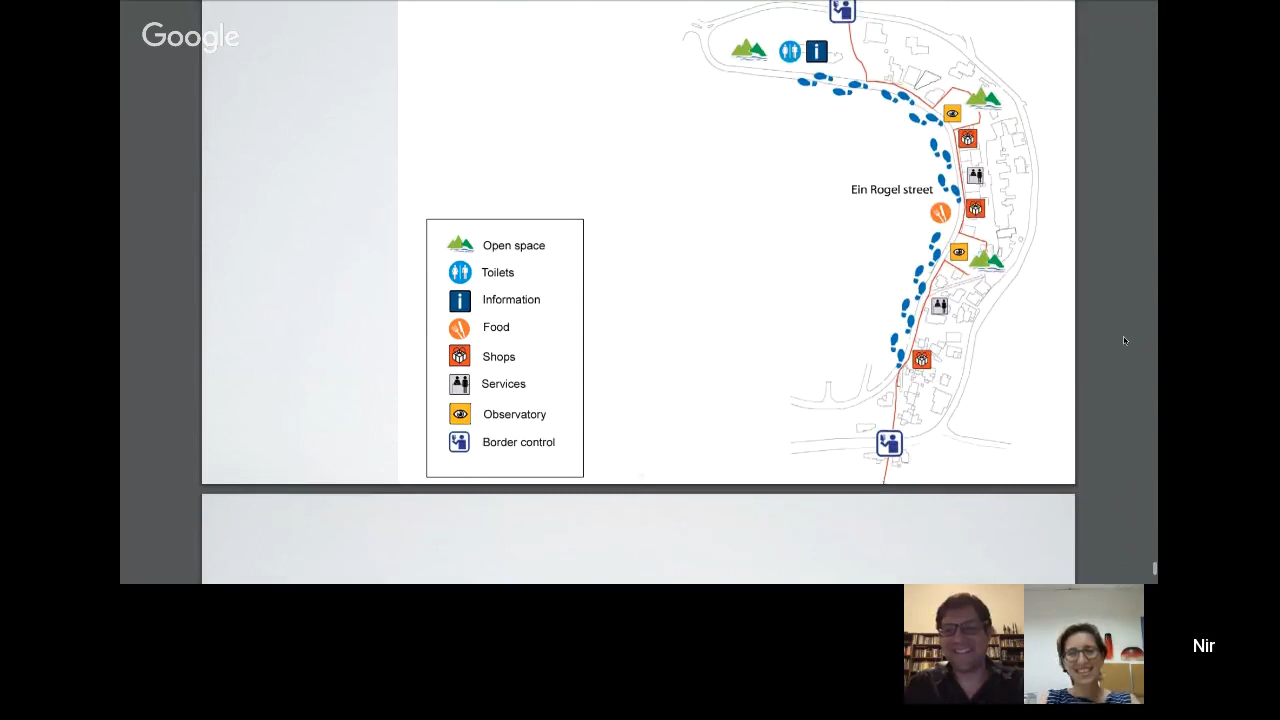 Google
Ein Rogel street
Open space
Toilets
Information
Food
Shops
Services
Observatory
Border control
Nir